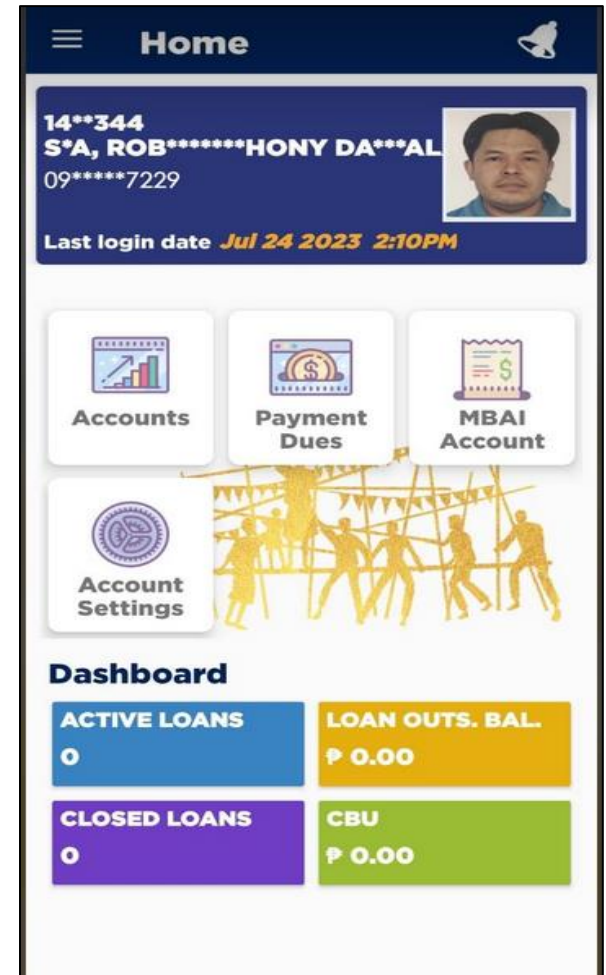 Home
14**344
S*A, ROB*******HONY DA***AL
09*****7229
Last login date Jul 24 2023 2:10PM
Accounts
Payment
Dues
MBAI
Account
Account
Settings
Dashboard
ACTIVE LOANS
0
LOAN OUTS. BAL.
₱ 0.00
CLOSED LOANS
0
CBU
₱ 0.00